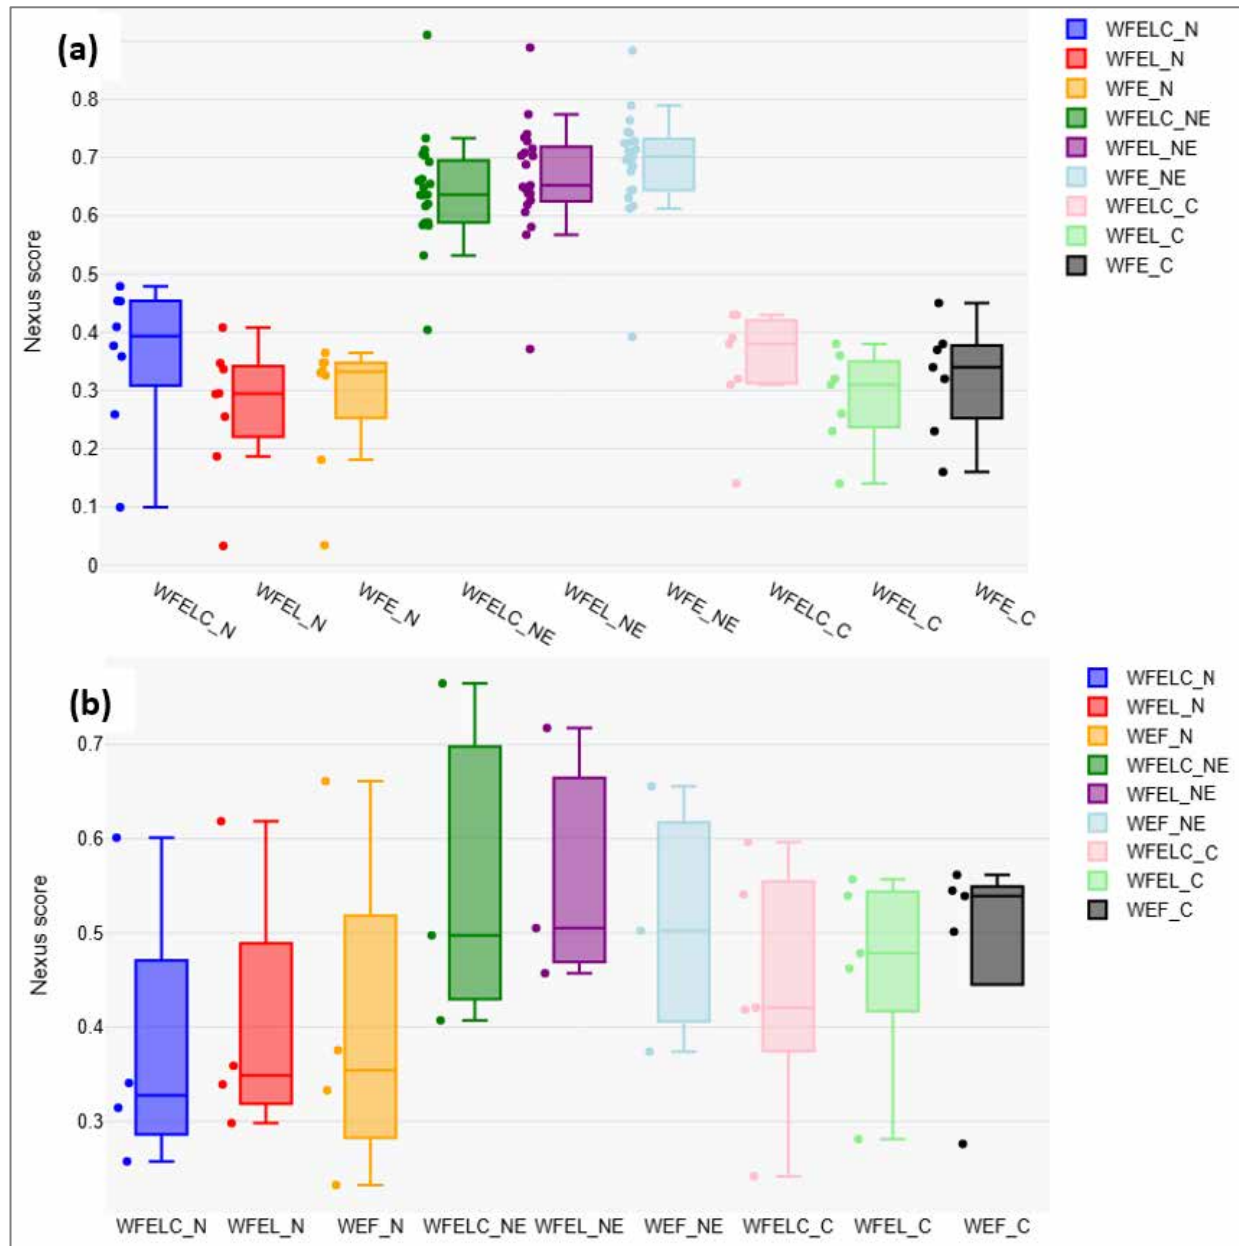 (a)
Nexus score
0.8
0.7
0.6
0.5
0.4
0.3
0.2
0.1
0
WFELC_N
WFEL_N
WFE_N
WFELC_NE
WFEL_NE
WFE_NE
WFELC_C
WFEL_C
WFE_C
WFELC_N
WFEL_N
WFE_N
WFELC_NE
WFEL_NE
WFE_NE
WFELC_C
WFEL_C
WFE_C
(b)
Nexus score
0.7
0.6
0.5
0.4
0.3
WFELC_N
WFEL_N
WEF_N
WFELC_NE
WFEL_NE
WEF_NE
WFELC_C
WFEL_C
WEF_C
WFELC_N
WFEL_N
WEF_N
WFELC_NE
WFEL_NE
WEF_NE
WFELC_C
WFEL_C
WEF_C